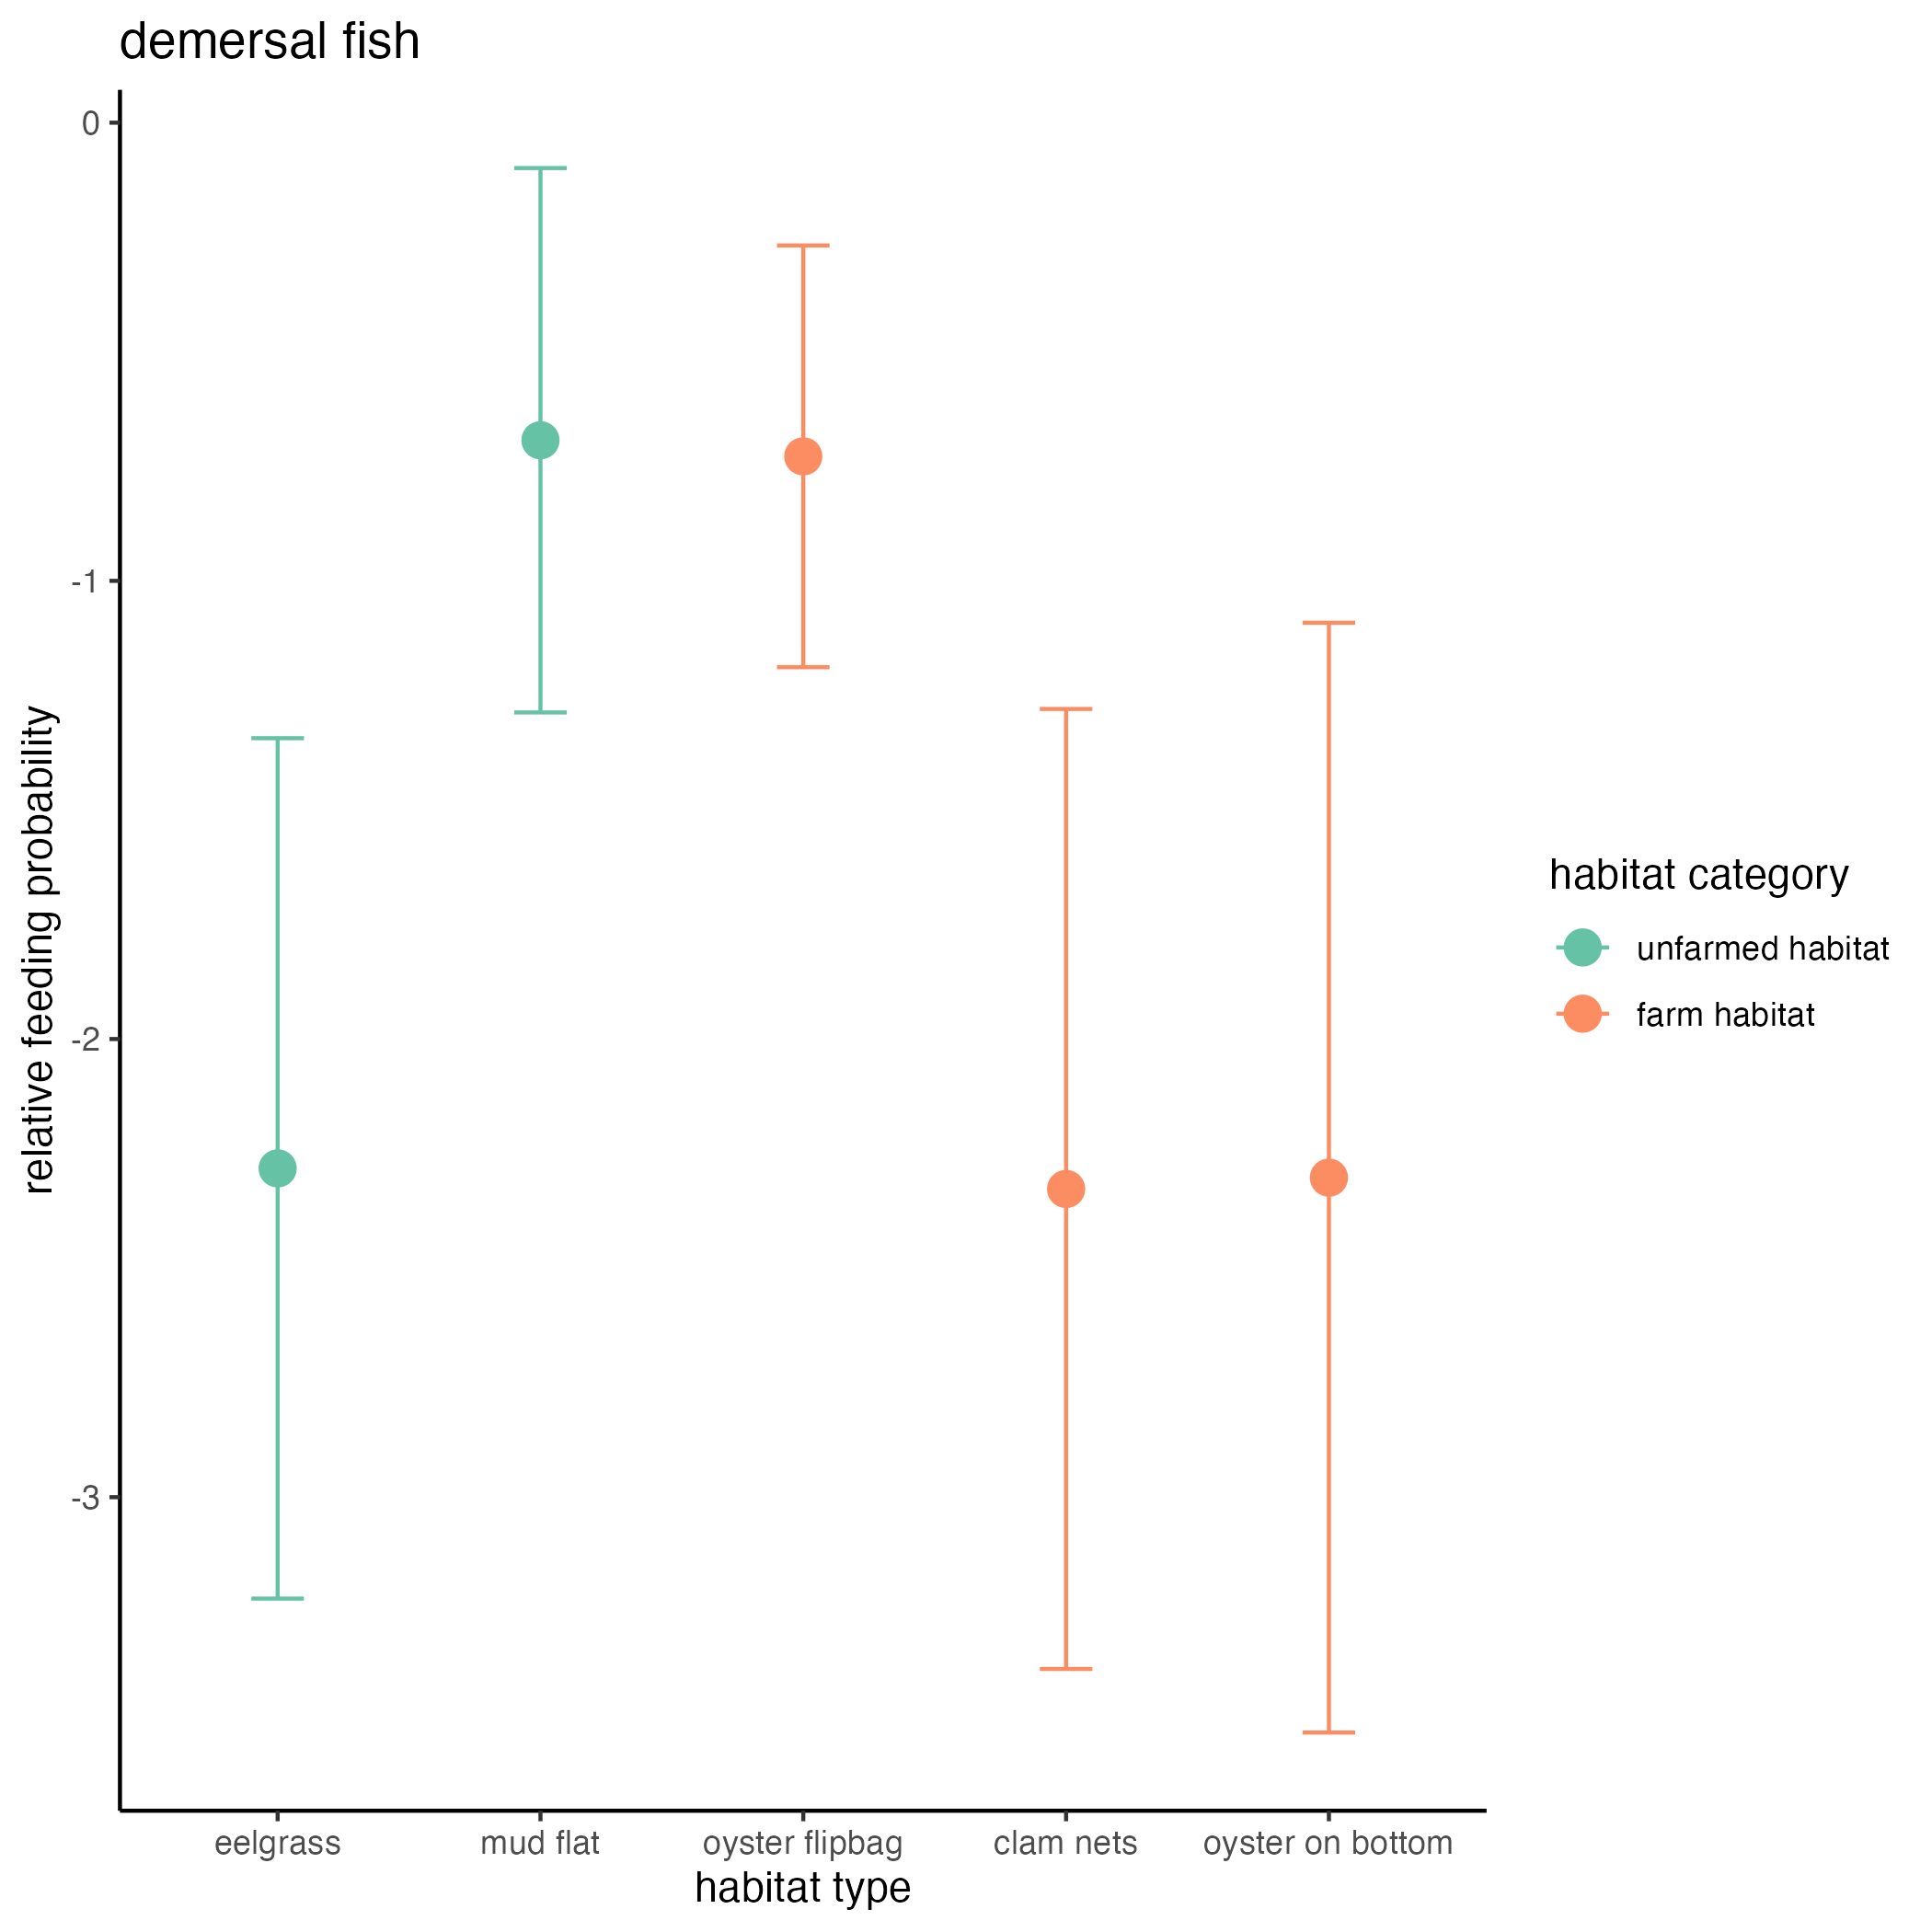 demersal fish
0
-1
-2
-3
relative feeding probability
eelgrass
mud flat
oyster flipbag
clam nets
oyster on bottom
habitat type
habitat category
unfarmed habitat
farm habitat